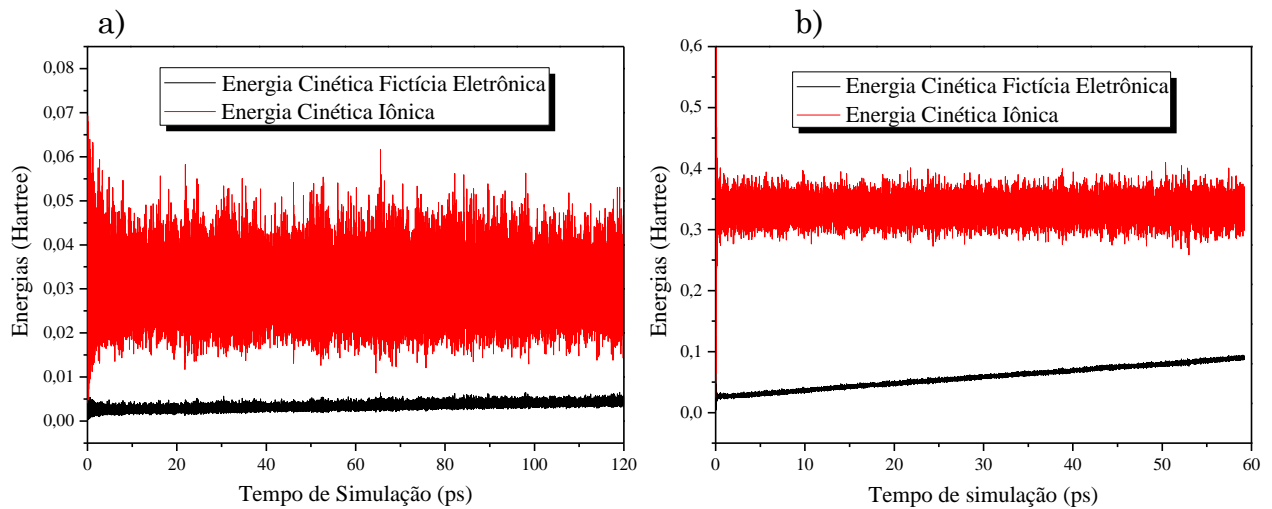 a)
0,08
0,07
0,06
0,05
0,04
0,03
0,02
0,01
0,00
Energias (Hartree)
Energia Cinética Fictícia Eletrônica
Energia Cinética Iônica
0 20 40 60 80 100 120
Tempo de Simulação (ps)
b)
0,6
0,5
0,4
0,3
0,2
0,1
0,0
Energias (Hartree)
Energia Cinética Fictícia Eletrônica
Energia Cinética Iônica
0 10 20 30 40 50 60
Tempo de simulação (ps)